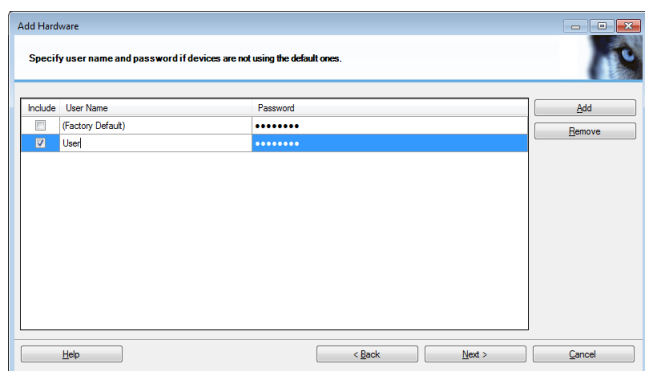 Add Hardware
Specify user name and password if devices are not using the default ones.
Include User Name Password
(Factory Default) ●●●●●●●●
User ●●●●●●●●
Add
Remove
Help
< Back
Next >
Cancel